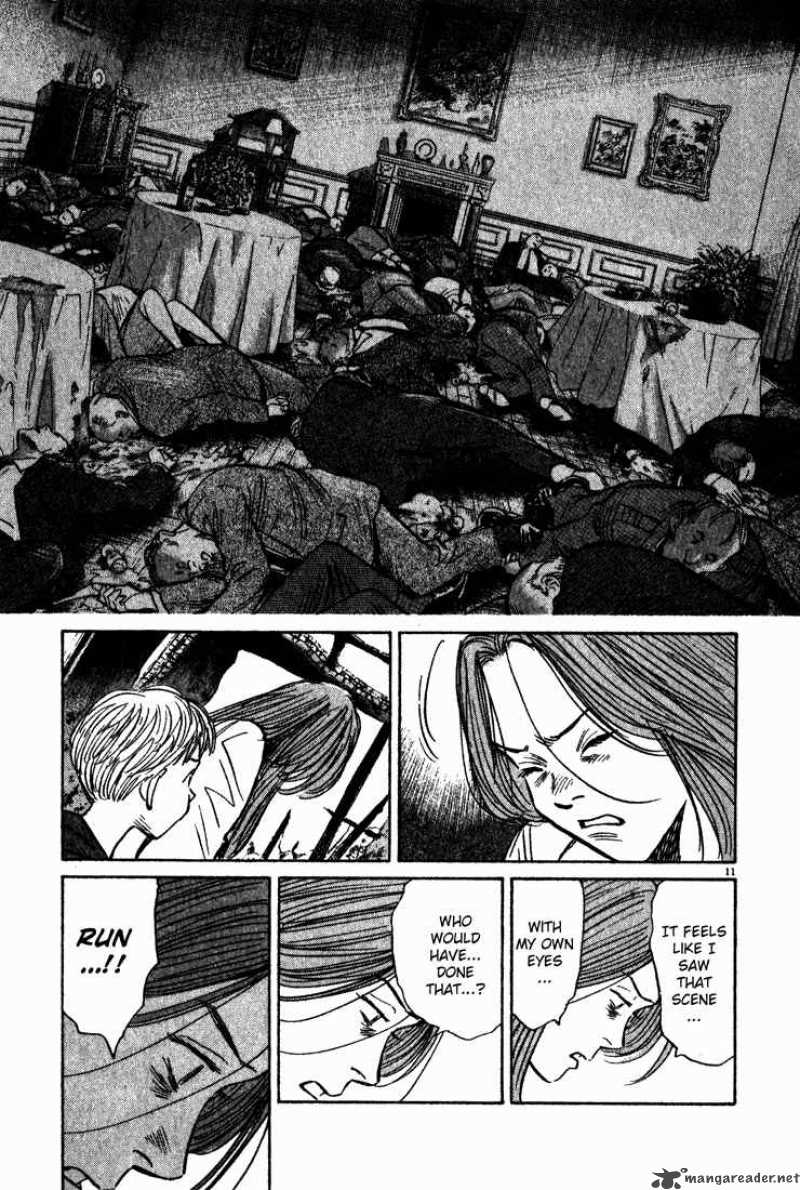 11
IT FEELS
LIKE I
SAW
THAT
SCENE
...
WITH
MY OWN
EYES
...
WHO
WOULD
HAVE...
DONE
THAT...?
RUN
...!!
mangareader.net